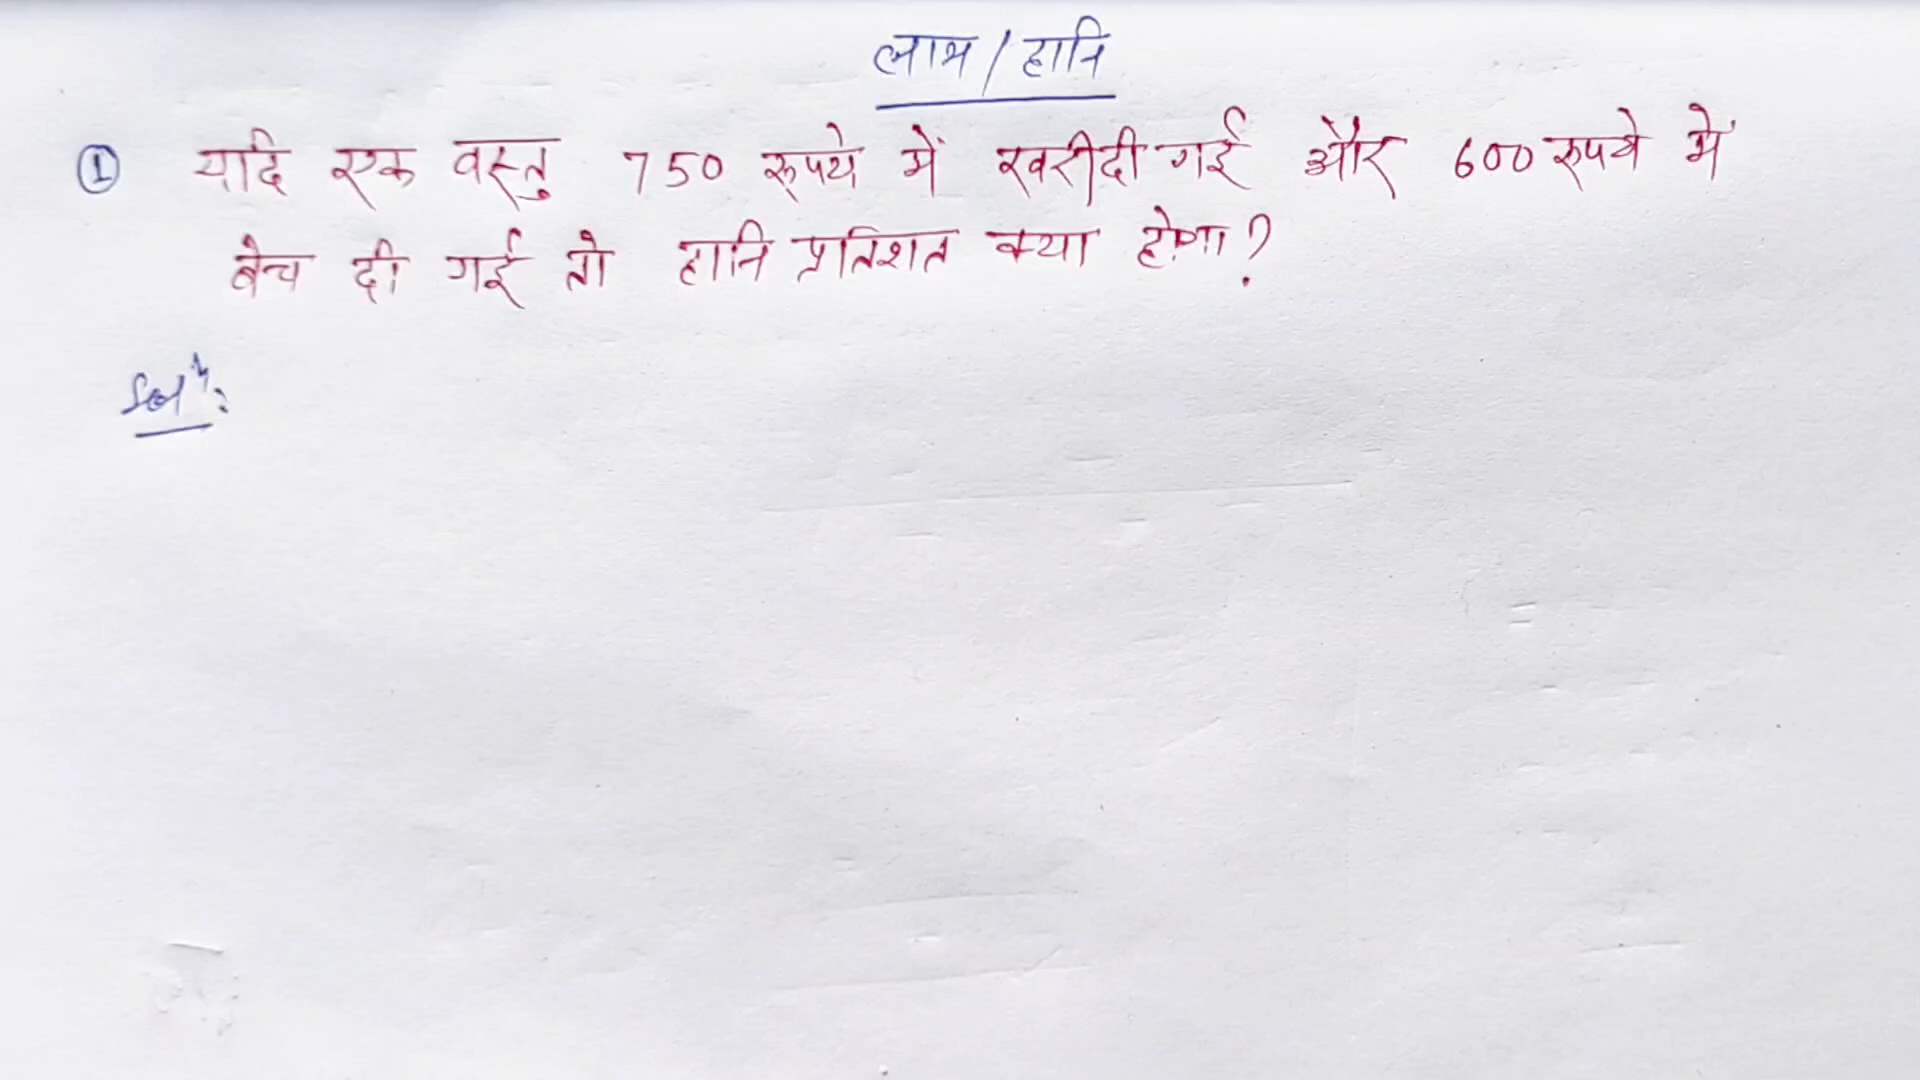 लाभ / हानि
① यदि एक वस्तु 750 रूपये में खरीदी गई और 600 रूपये में
बेच दी गई तो हानि प्रतिशत क्या होगा?
Solⁿ: